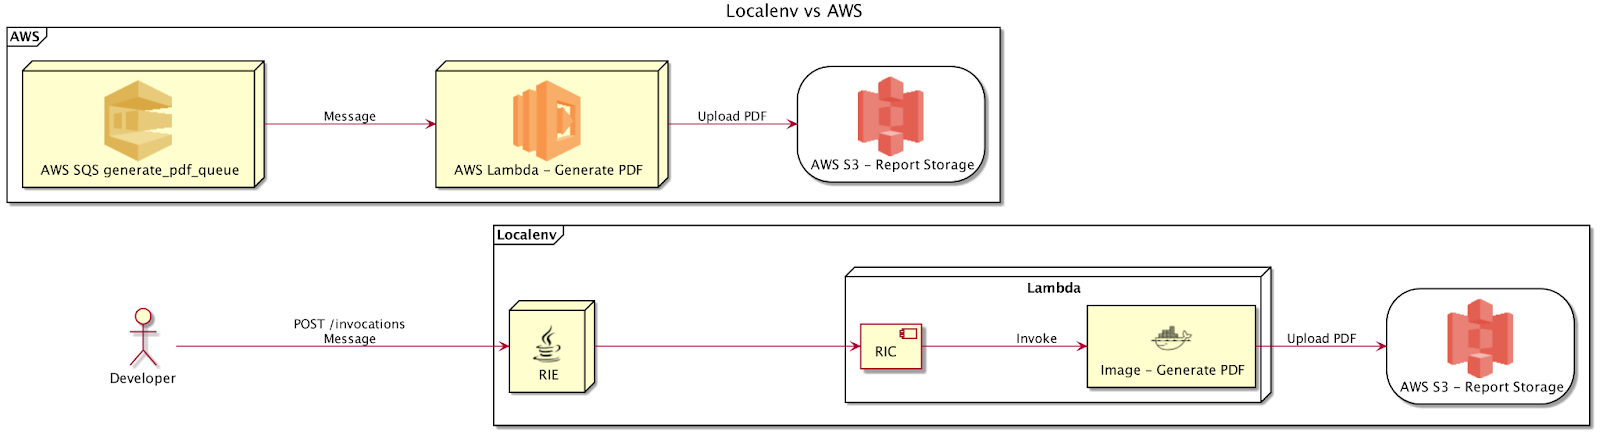 Localenv vs AWS
AWS
AWS SQS generate_pdf_queue
Message
AWS Lambda - Generate PDF
Upload PDF
AWS S3 - Report Storage
Localenv
Developer
POST /invocations
Message
RIE
Lambda
RIC
Invoke
Image - Generate PDF
Upload PDF
AWS S3 - Report Storage